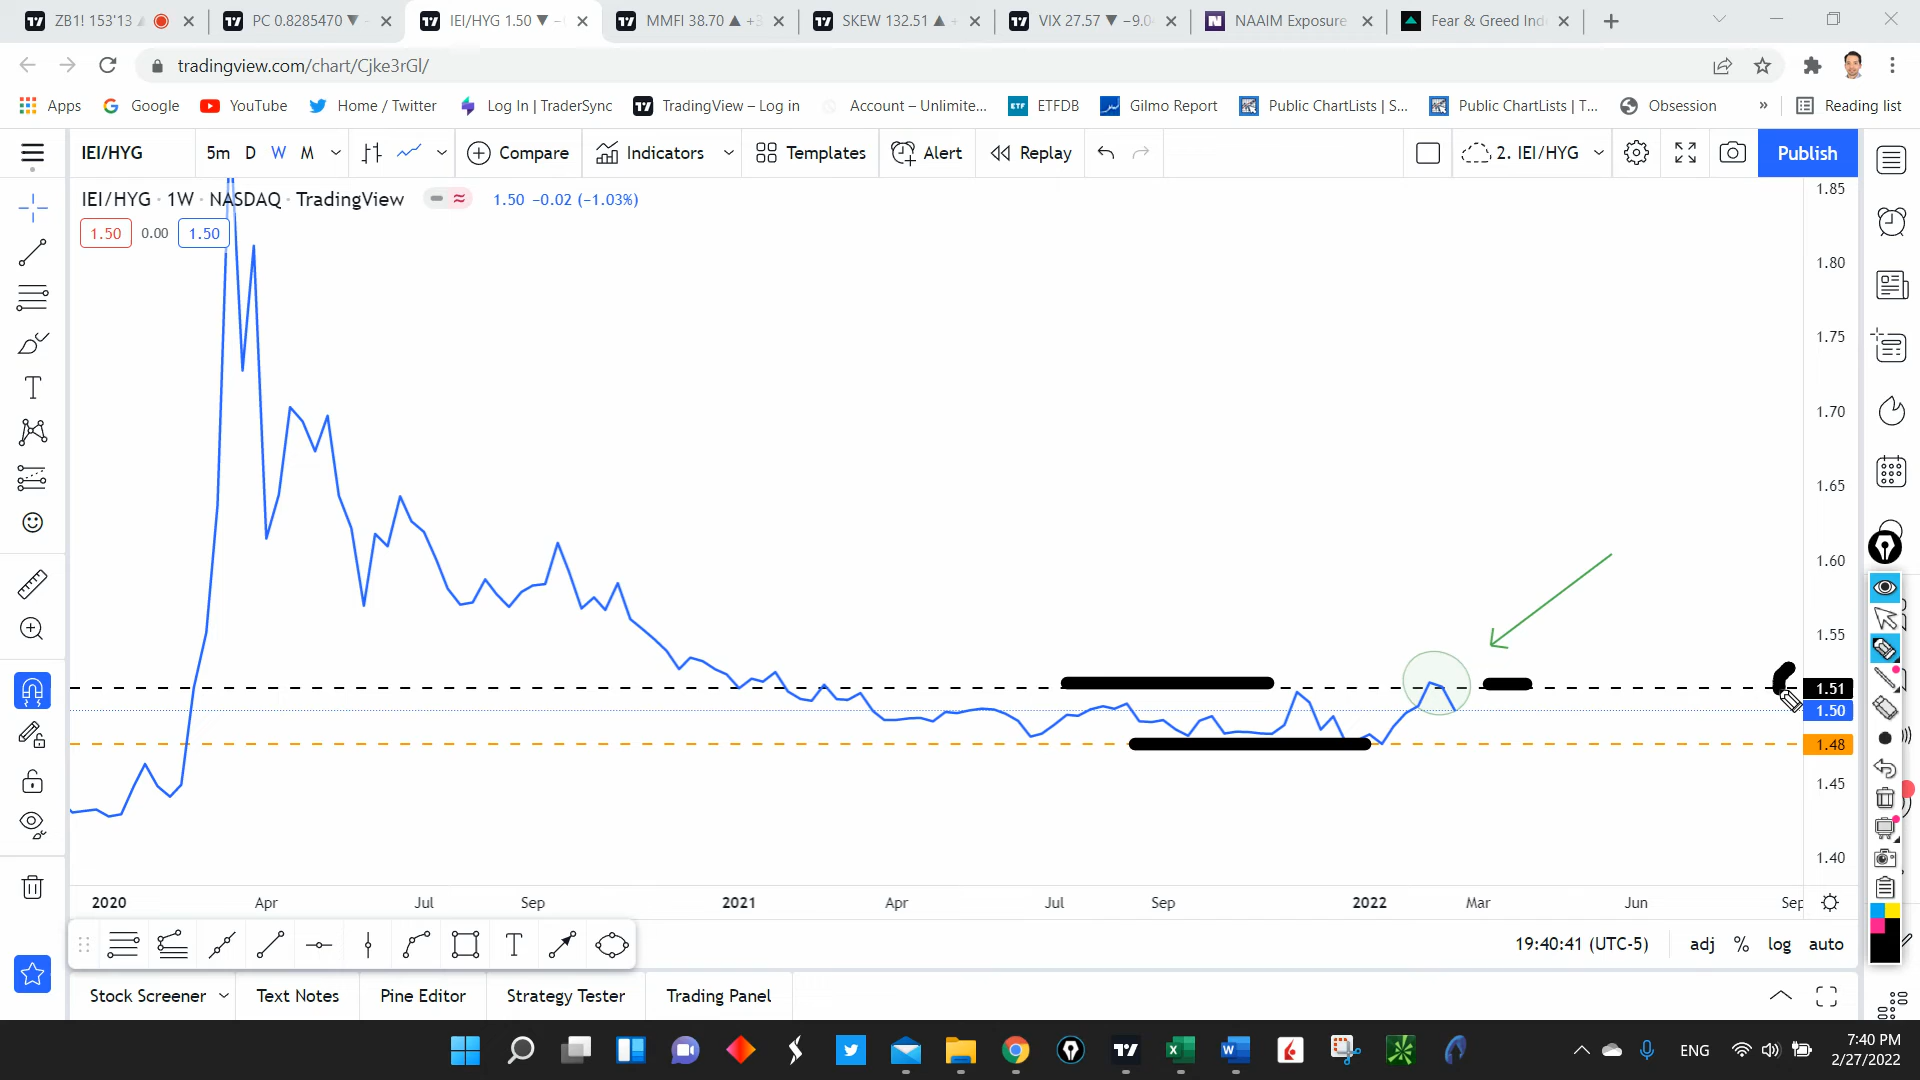 ZB1! 153'13
PC 0.8285470 ▼ -
IEI/HYG 1.50 ▼ −
MMFI 38.70 ▲ +3
SKEW 132.51 ▲ +
VIX 27.57 ▼ −9.0
NAAIM Exposure
Fear & Greed Ind
tradingview.com/chart/Cjke3rGl/
Apps
Google
YouTube
Home / Twitter
Log In | TraderSync
TradingView – Log in
Account – Unlimite...
ETF
ETFDB
Gilmo Report
Public ChartLists | S...
Public ChartLists | T...
Obsession
»
Reading list
IEI/HYG
5m D W M
Compare
Indicators
Templates
Alert
Replay
2. IEI/HYG
Publish
IEI/HYG · 1W · NASDAQ · TradingView
1.50 −0.02 (−1.03%)
1.50 0.00 1.50
1.85
1.80
1.75
1.70
1.65
1.60
1.55
1.51
1.50
1.48
1.45
1.40
2020 Apr Jul Sep 2021 Apr Jul Sep 2022 Mar Jun Sep
19:40:41 (UTC-5)
adj % log auto
Stock Screener
Text Notes
Pine Editor
Strategy Tester
Trading Panel
ENG
7:40 PM
2/27/2022